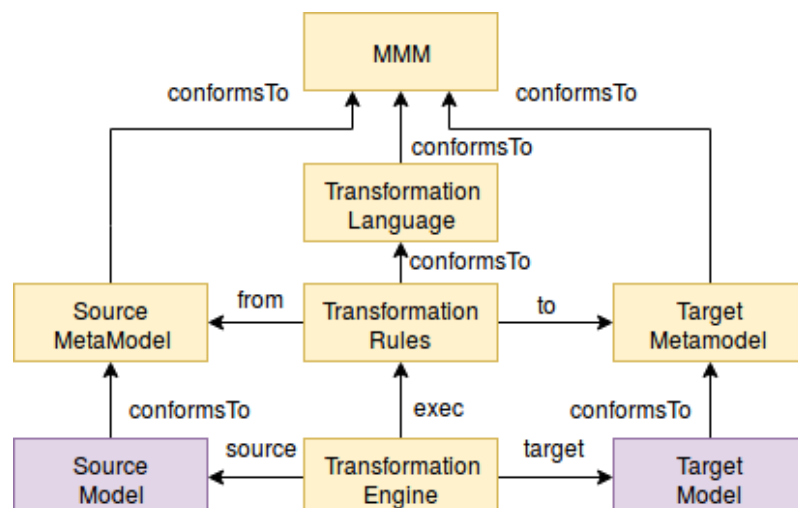 MMM
conformsTo
conformsTo
conformsTo
Transformation
Language
conformsTo
Source
MetaModel
from
Transformation
Rules
to
Target
Metamodel
conformsTo
exec
conformsTo
Source
Model
source
Transformation
Engine
target
Target
Model